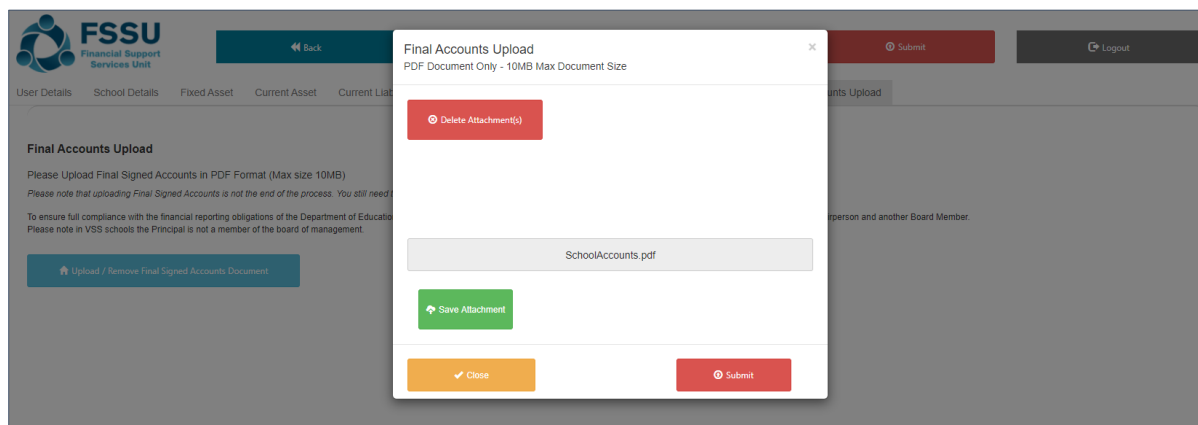 FSSU
Financial Support
Services Unit
Back
Submit
Logout
User Details School Details Fixed Asset Current Asset Current Liab
unts Upload
Final Accounts Upload
Please Upload Final Signed Accounts in PDF Format (Max size 10MB)
Please note that uploading Final Signed Accounts is not the end of the process. You still need t
To ensure full compliance with the financial reporting obligations of the Department of Education
irperson and another Board Member.
Please note in VSS schools the Principal is not a member of the board of management.
Upload / Remove Final Signed Accounts Document
Final Accounts Upload
×
PDF Document Only - 10MB Max Document Size
Delete Attachment(s)
SchoolAccounts.pdf
Save Attachment
Close
Submit